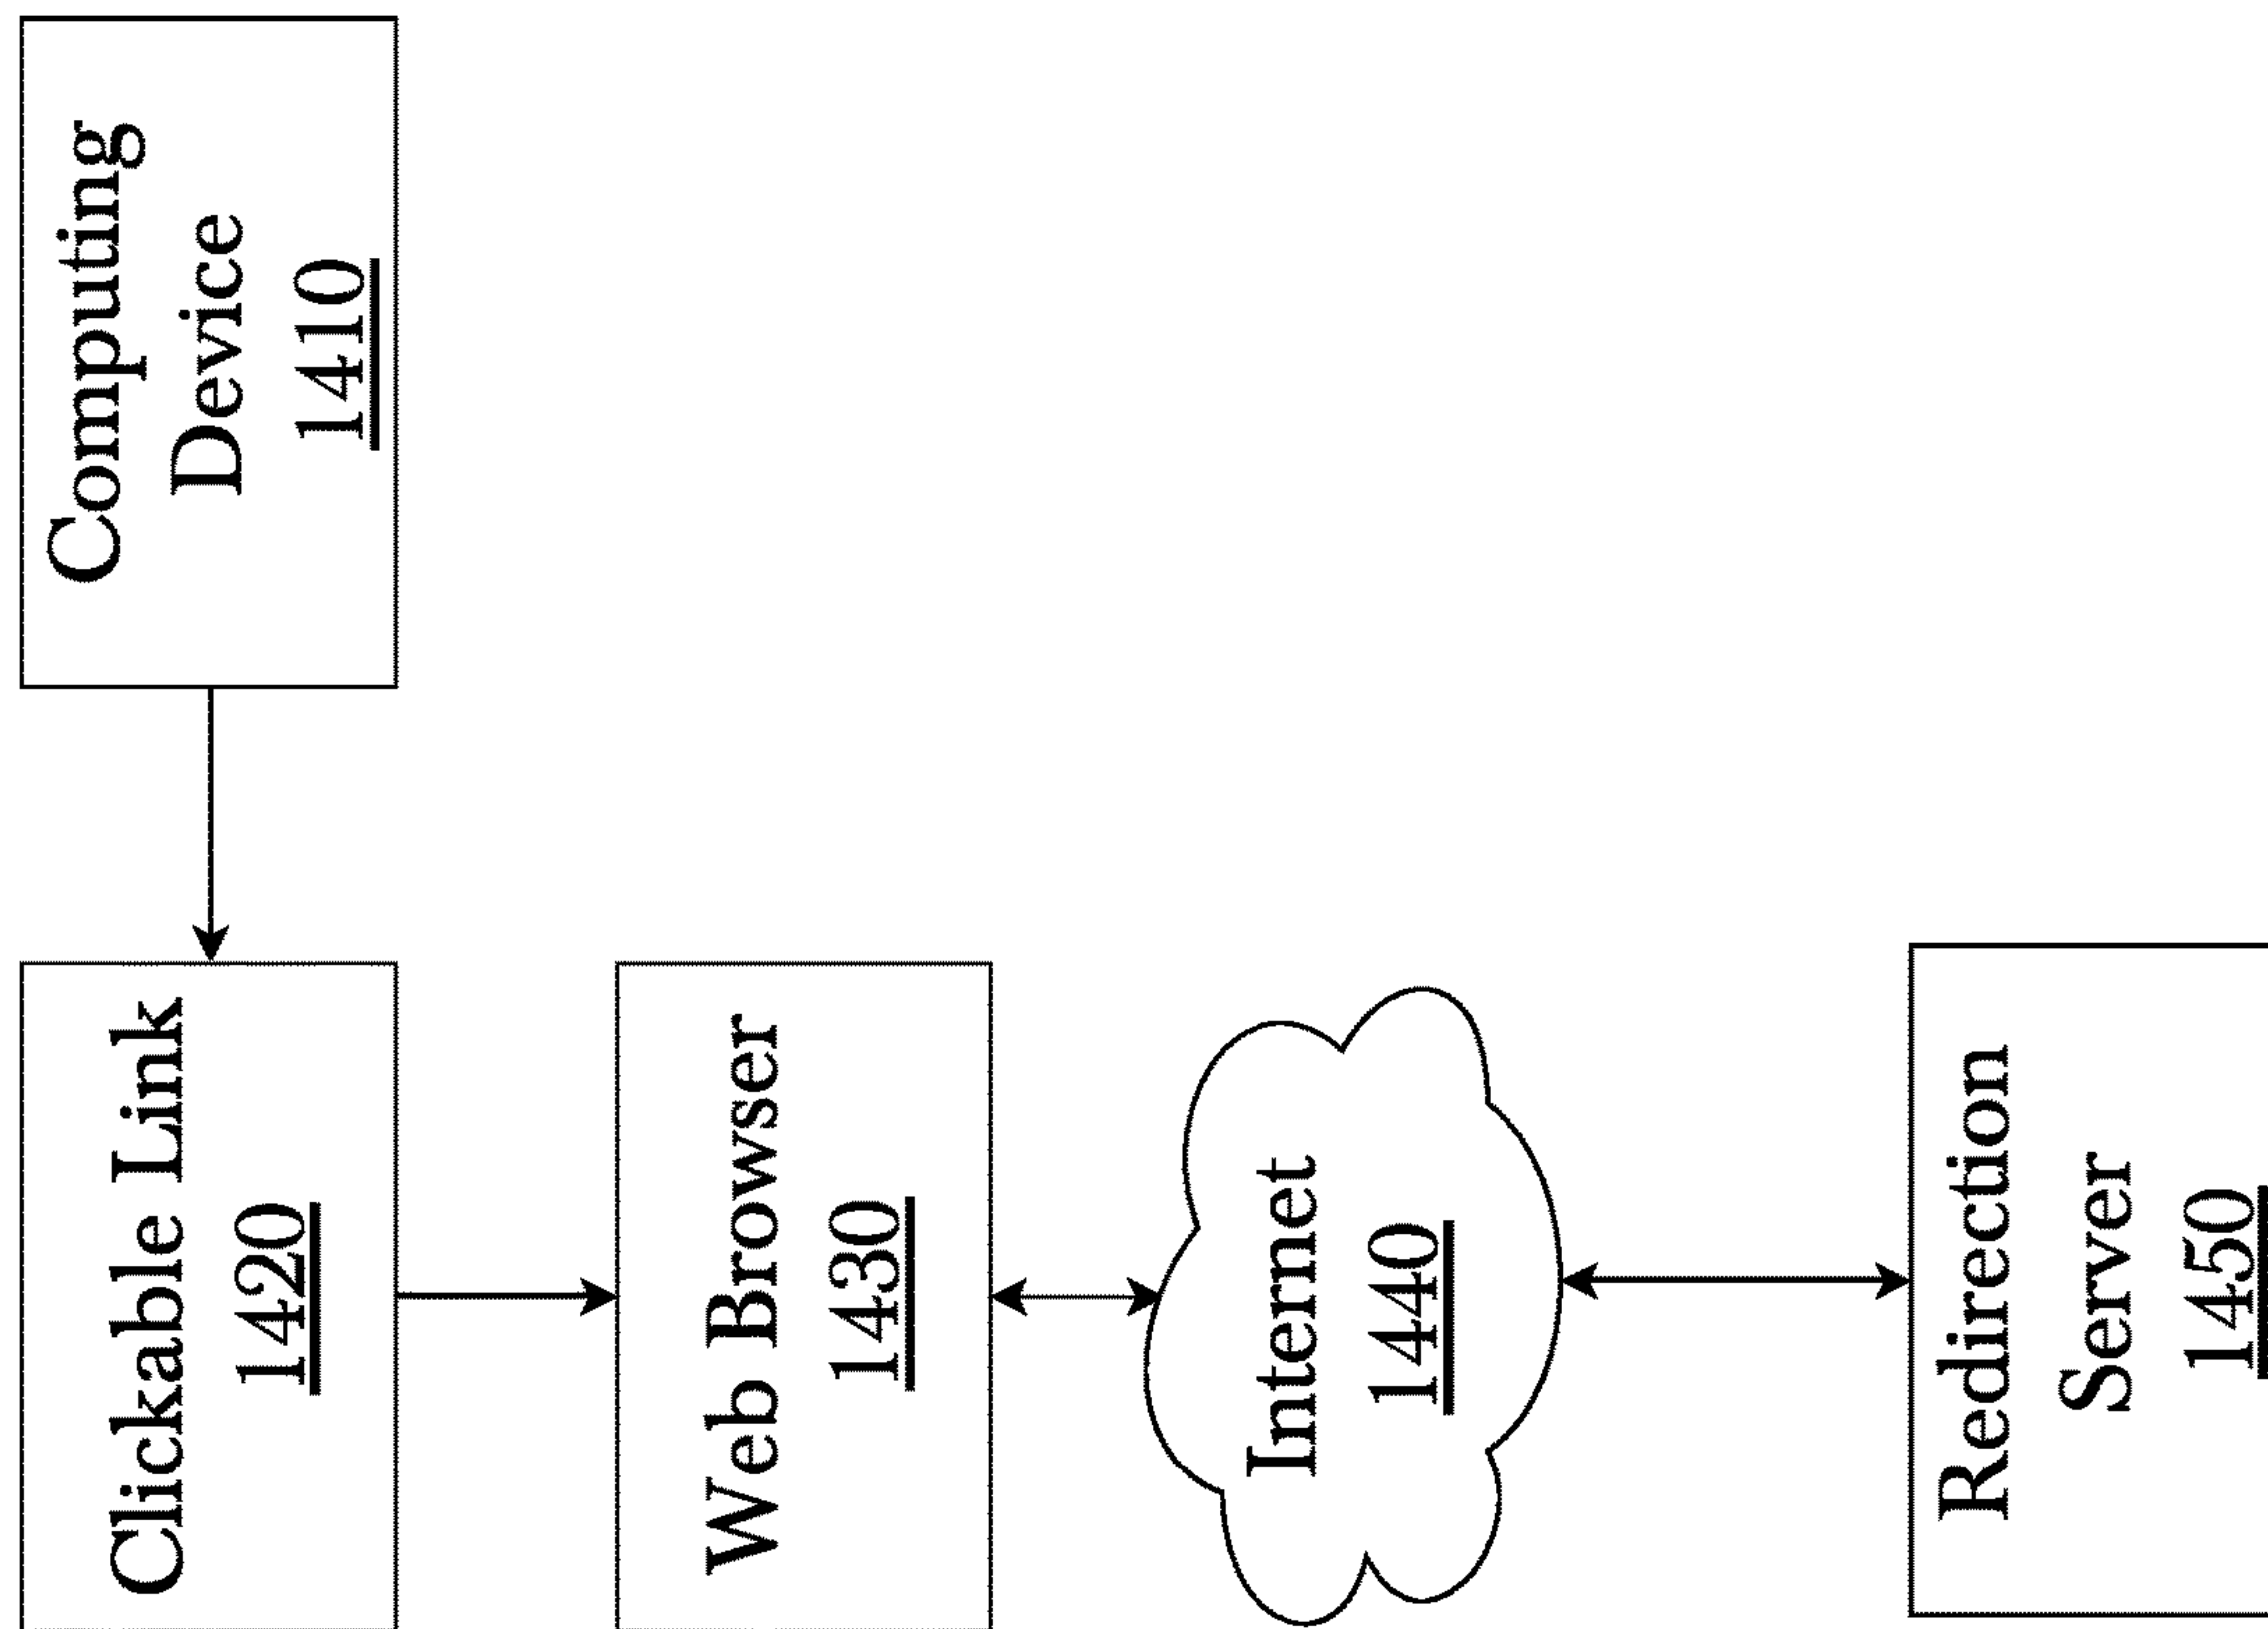 Computing
Device
1410
Clickable Link
1420
Web Browser
1430
Internet
1440
Redirection
Server
1450